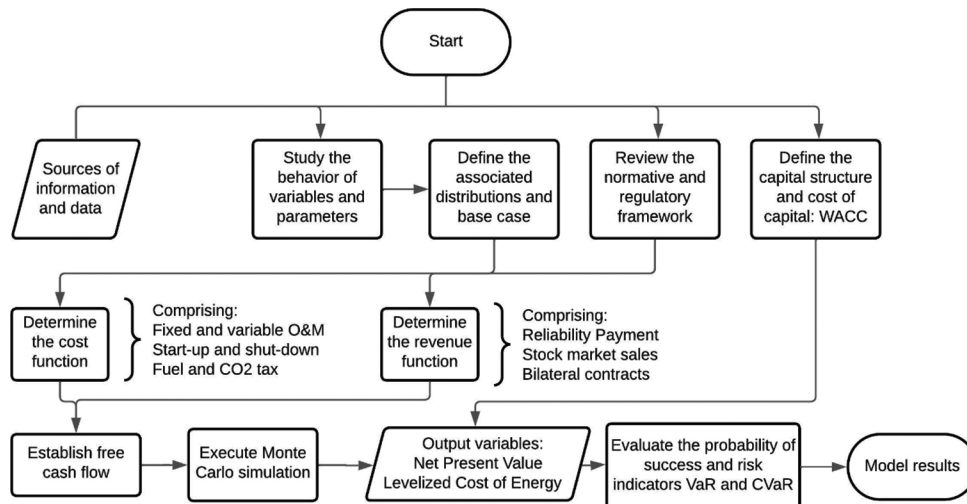 Start
Sources of
information
and data
Study the
behavior of
variables and
parameters
Define the
associated
distributions and
base case
Review the
normative and
regulatory
framework
Define the
capital structure
and cost of
capital: WACC
Determine
the cost
function
Comprising:
Fixed and variable O&M
Start-up and shut-down
Fuel and CO2 tax
Determine
the revenue
function
Comprising:
Reliability Payment
Stock market sales
Bilateral contracts
Establish free
cash flow
Execute Monte
Carlo simulation
Output variables:
Net Present Value
Levelized Cost of Energy
Evaluate the probability of
success and risk
indicators VaR and CVaR
Model results